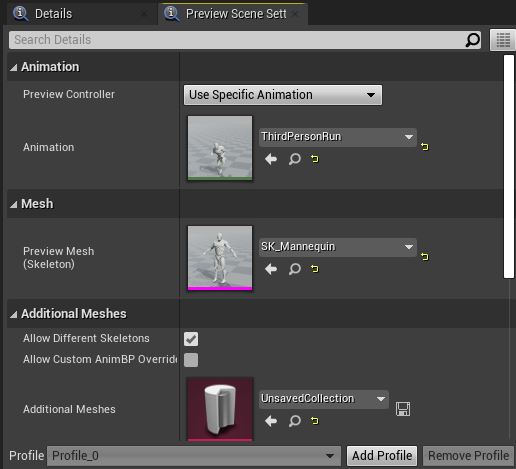 Details
Preview Scene Sett
Search Details
Animation
Preview Controller
Use Specific Animation
Animation
ThirdPersonRun
Mesh
Preview Mesh
(Skeleton)
SK_Mannequin
Additional Meshes
Allow Different Skeletons
Allow Custom AnimBP Override
Additional Meshes
UnsavedCollection
Profile
Profile_0
Add Profile
Remove Profile